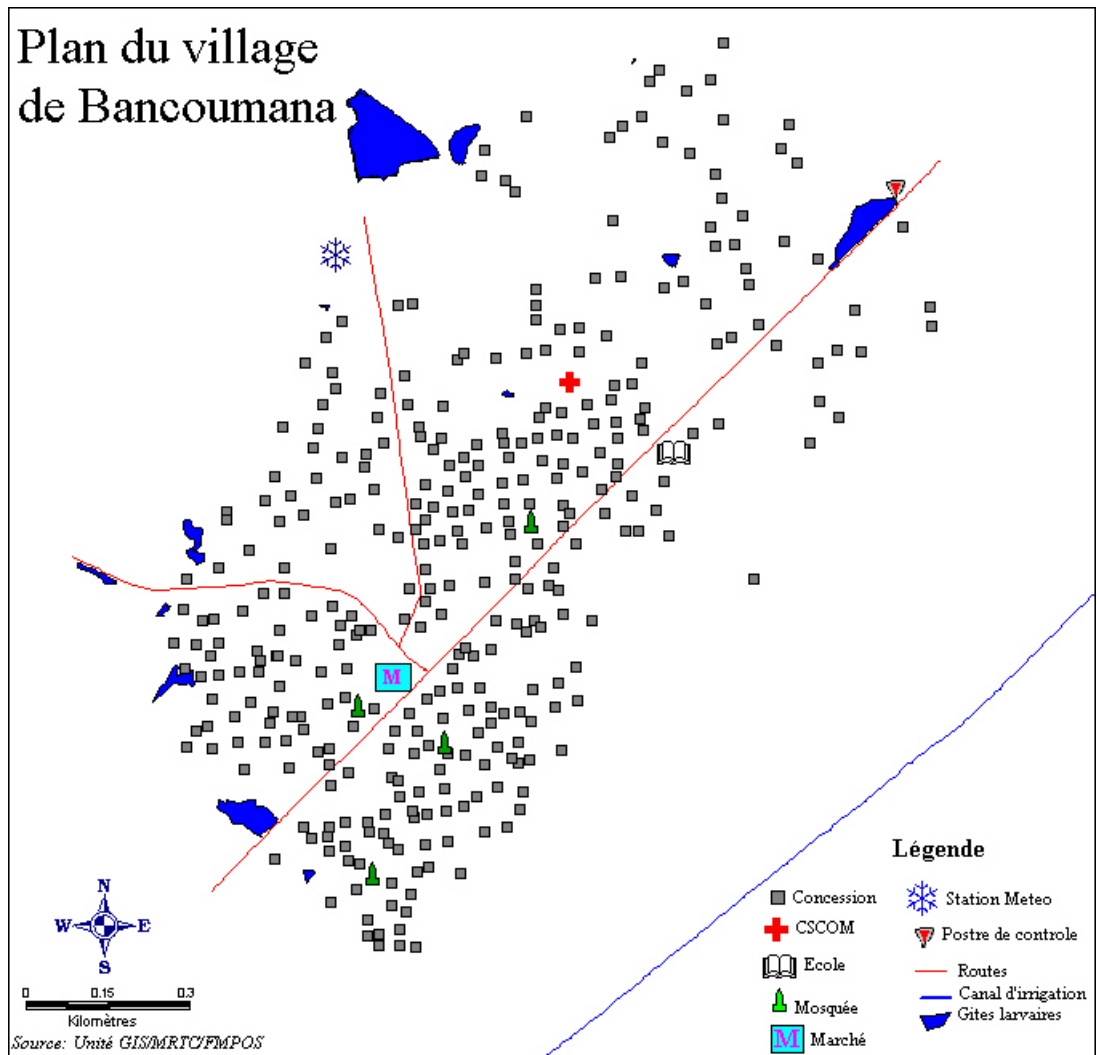 Plan du village
de Bancoumana
M
N
W E
S
0 0.15 0.3
Kilomètres
Source: Unité GIS/MRTC/FMPOS
Légende
Concession
CSCOM
Ecole
Mosquée
M Marché
Station Meteo
Postre de controle
Routes
Canal d'irrigation
Gites larvaires